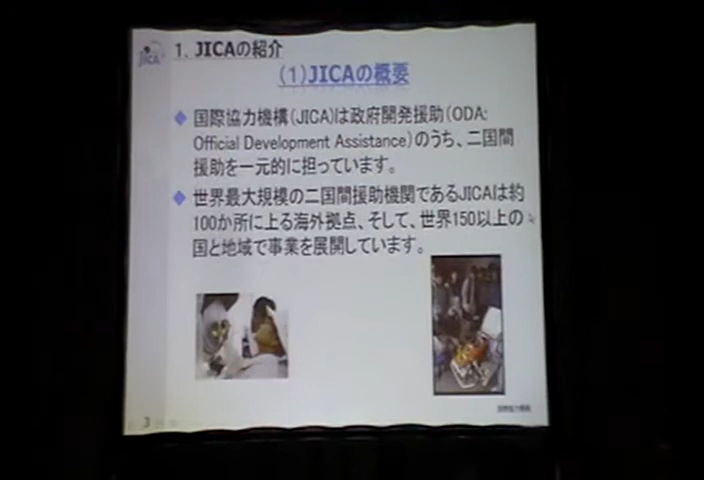 JICA
1. JICAの紹介
(1)JICAの概要
国際協力機構(JICA)は政府開発援助(ODA:
Official Development Assistance)のうち、二国間
援助を一元的に担っています。
世界最大規模の二国間援助機関であるJICAは約
100か所に上る海外拠点、そして、世界150以上の
国と地域で事業を展開しています。
3